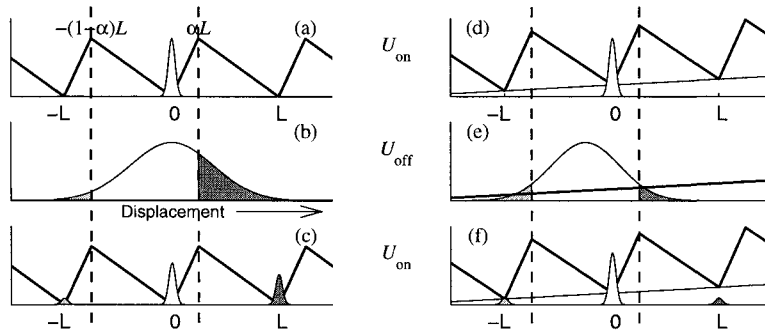 -(1-α)L
αL
(a)
–L
0
L
U_on
(d)
–L
0
L
(b)
Displacement
U_off
(e)
(c)
–L
0
L
U_on
(f)
–L
0
L